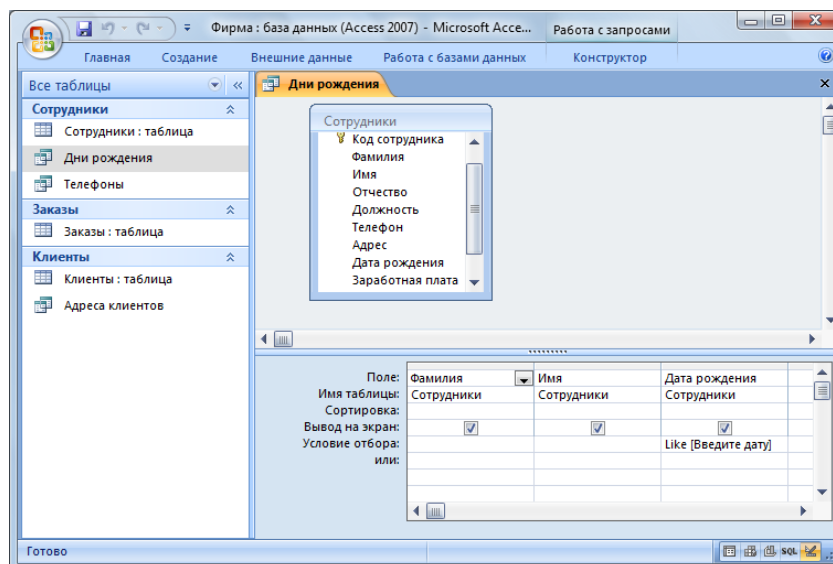 Фирма : база данных (Access 2007) - Microsoft Acce... Работа с запросами
Главная Создание Внешние данные Работа с базами данных Конструктор
Все таблицы
Сотрудники
Сотрудники : таблица
Дни рождения
Телефоны
Заказы
Заказы : таблица
Клиенты
Клиенты : таблица
Адреса клиентов
Дни рождения
Сотрудники
Код сотрудника
Фамилия
Имя
Отчество
Должность
Телефон
Адрес
Дата рождения
Заработная плата
Поле: Фамилия Имя Дата рождения
Имя таблицы: Сотрудники Сотрудники Сотрудники
Сортировка:
Вывод на экран:
Условие отбора: Like [Введите дату]
или:
Готово SQL